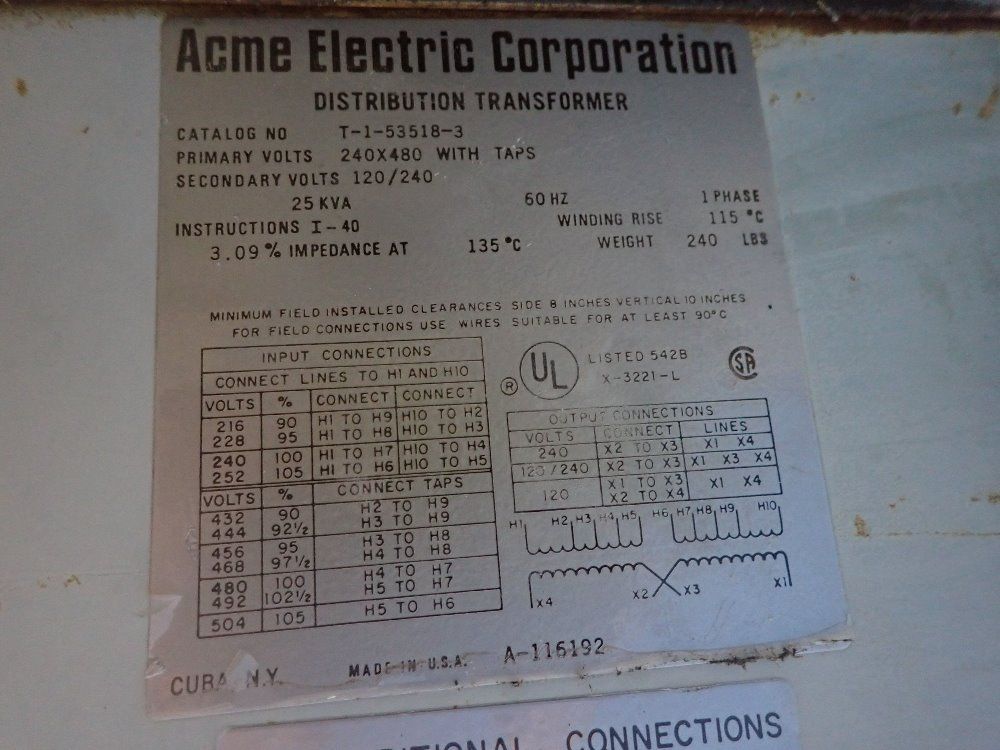 Acme Electric Corporation
DISTRIBUTION TRANSFORMER
CATALOG NO T-1-53518-3
PRIMARY VOLTS 240X480 WITH TAPS
SECONDARY VOLTS 120/240
25 KVA 60 HZ 1 PHASE
INSTRUCTIONS I-40 WINDING RISE 115 °C
3.09 % IMPEDANCE AT 135 °C WEIGHT 240 LBS
MINIMUM FIELD INSTALLED CLEARANCES SIDE 8 INCHES VERTICAL 10 INCHES
FOR FIELD CONNECTIONS USE WIRES SUITABLE FOR AT LEAST 90°C
INPUT CONNECTIONS
CONNECT LINES TO H1 AND H10
VOLTS % CONNECT CONNECT
216 90 H1 TO H9 H10 TO H2
228 95 H1 TO H8 H10 TO H3
240 100 H1 TO H7 H10 TO H4
252 105 H1 TO H6 H10 TO H5
VOLTS % CONNECT TAPS
432 90 H2 TO H9
444 92½ H3 TO H9
456 95 H3 TO H8
468 97½ H4 TO H8
480 100 H4 TO H7
492 102½ H5 TO H7
504 105 H5 TO H6
UL ®
LISTED 542B
X-3221-L
SA
OUTPUT CONNECTIONS
VOLTS CONNECT LINES
240 X2 TO X3 X1 X4
120/240 X2 TO X3 X1 X3 X4
120 X1 TO X3 X1 X4
X2 TO X4
H1 H2 H3 H4 H5 H6 H7 H8 H9 H10
X4 X2 X3 X1
CUBA, N.Y. MADE IN U.S.A. A-116192
CONNECTIONS